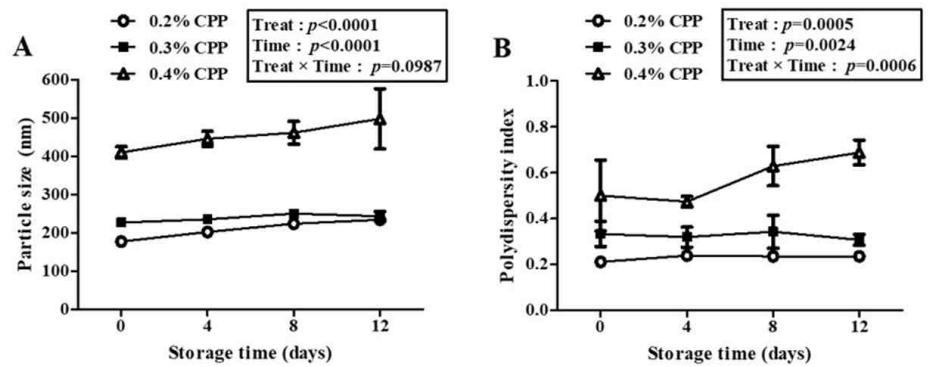 A
0.2% CPP
0.3% CPP
0.4% CPP
Treat : p<0.0001
Time : p<0.0001
Treat × Time : p=0.0987
600
500
400
300
200
100
0
Particle size (nm)
0 4 8 12
Storage time (days)
B
0.2% CPP
0.3% CPP
0.4% CPP
Treat : p=0.0005
Time : p=0.0024
Treat × Time : p=0.0006
1.0
0.8
0.6
0.4
0.2
0.0
Polydispersity index
0 4 8 12
Storage time (days)